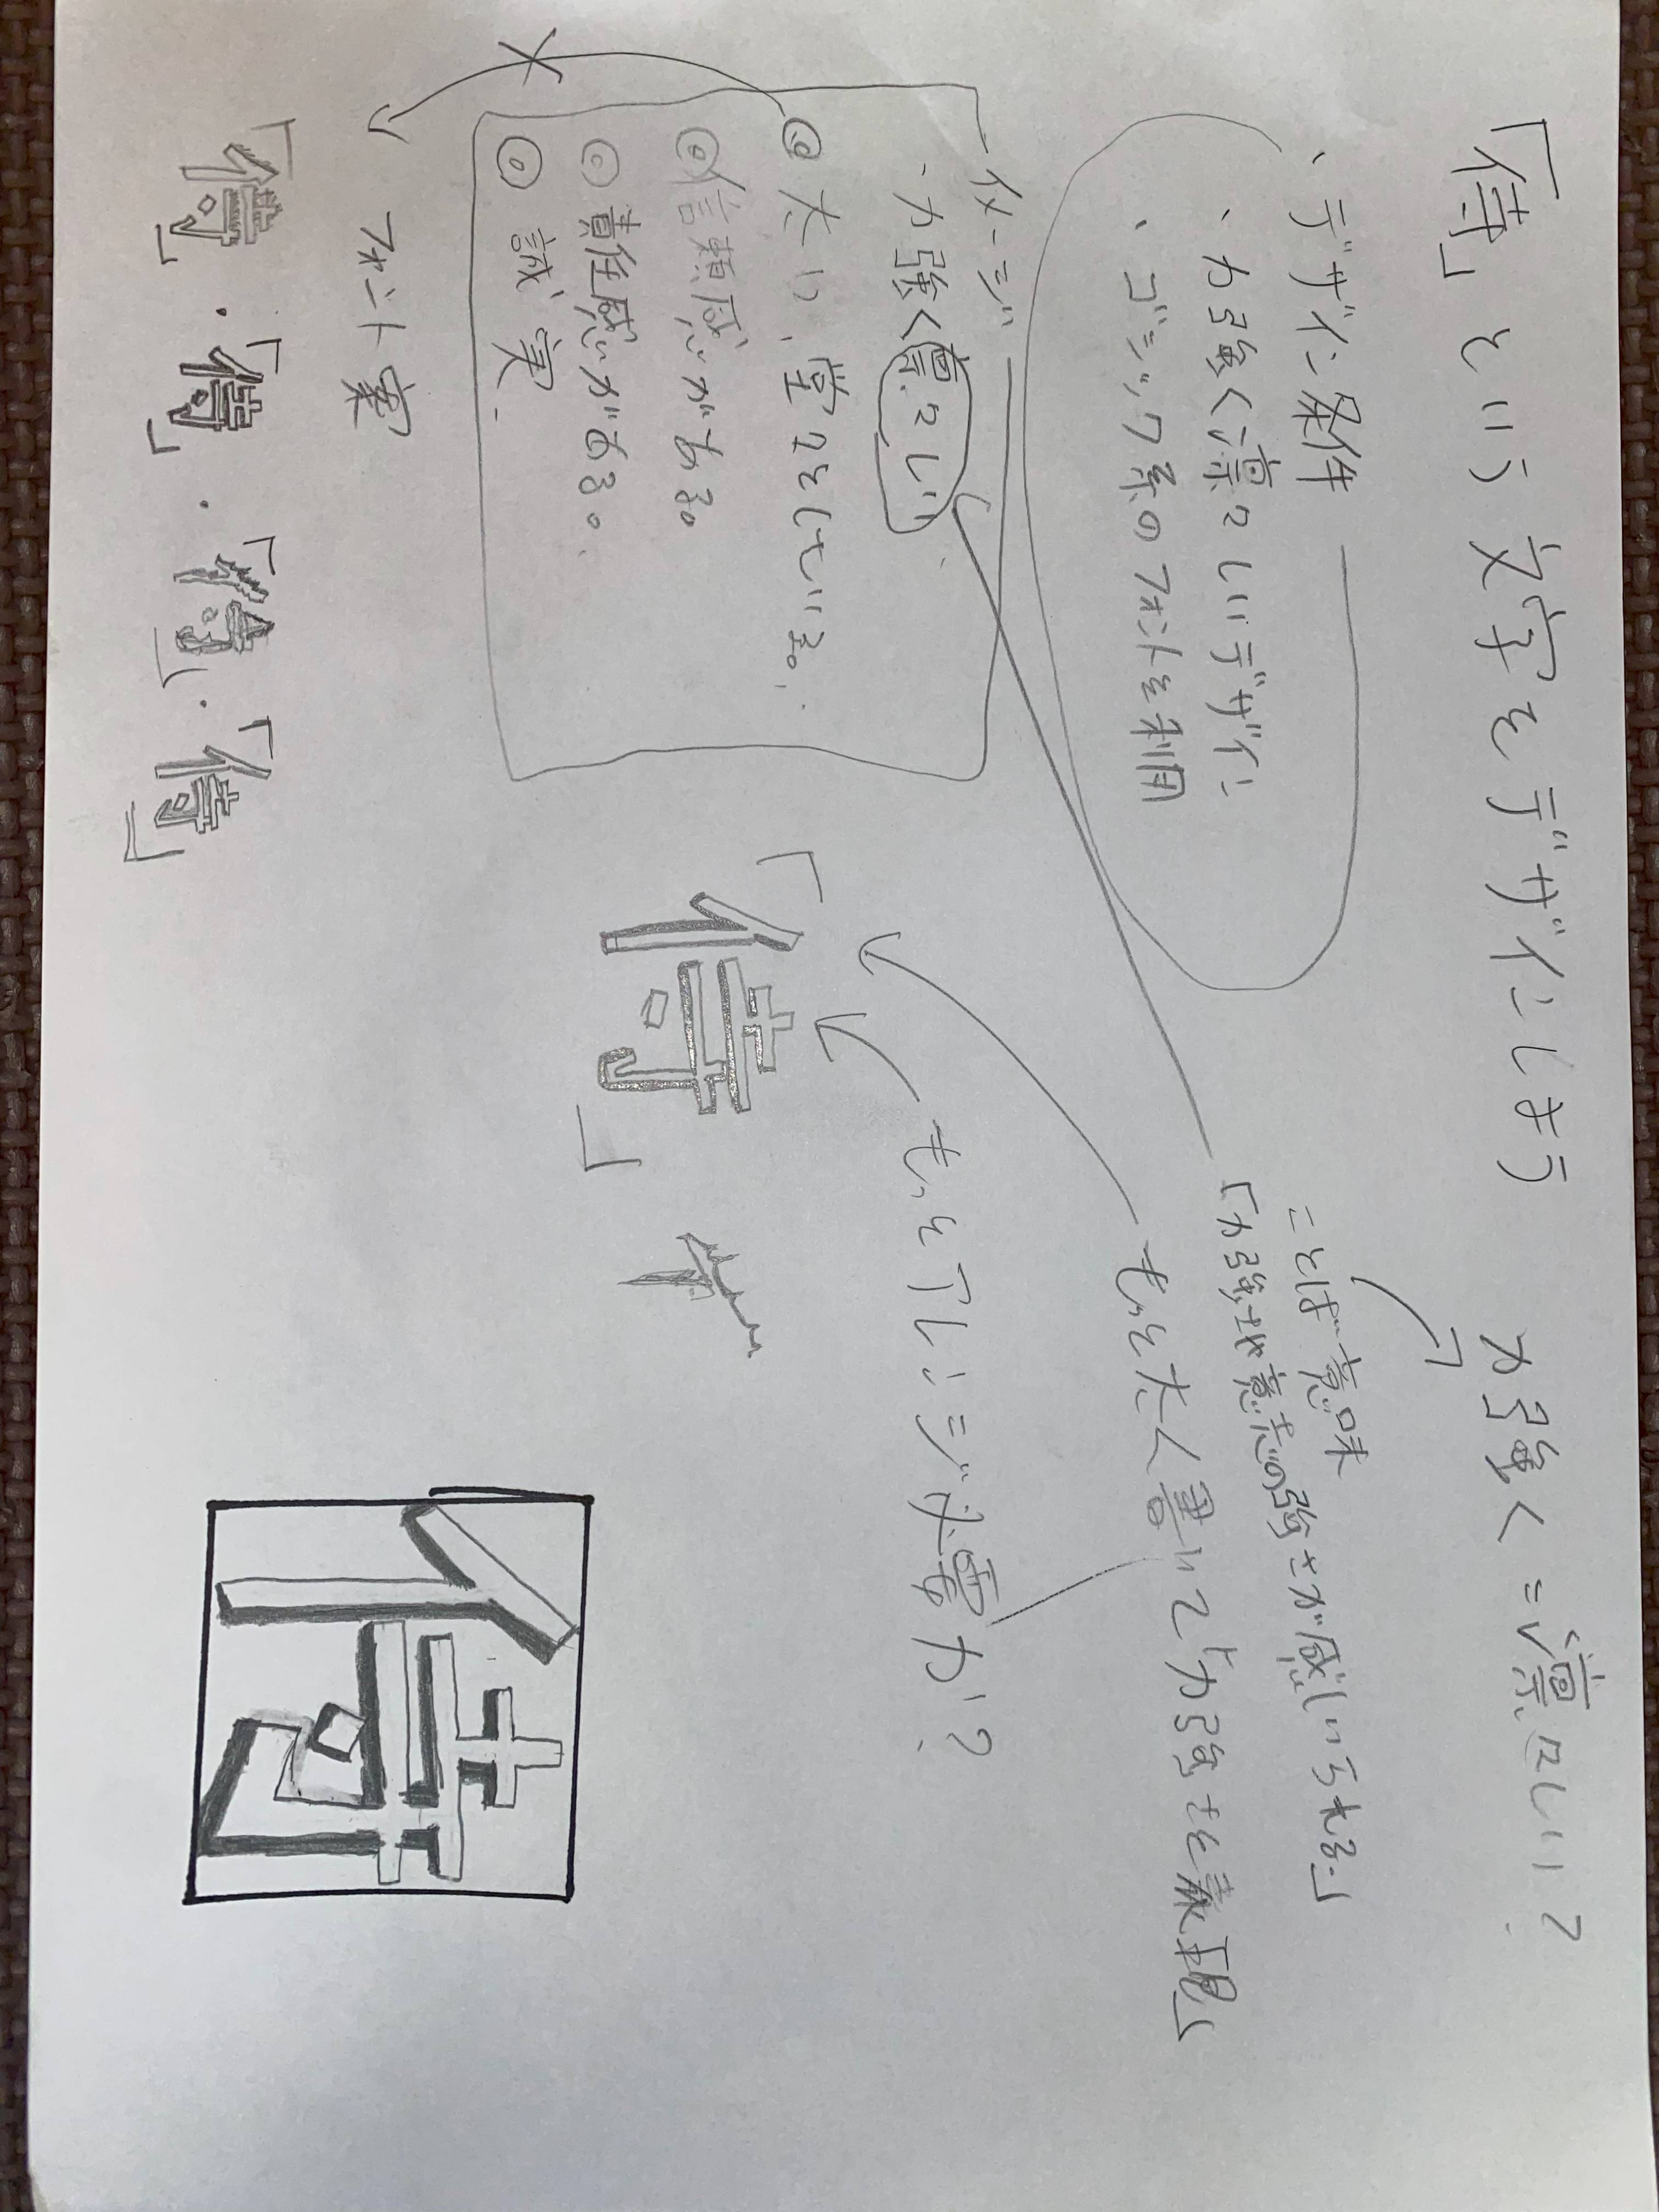 「侍」という文字をデザインしよう
力強く=凛々しい?
・デザイン条件
・力強く凛々しいデザイン
・ゴシック系のフォントを利用
ことば意味
「力強さや意志の強さが感じられる」
イメージ
・力強く凛々しい
◎太い、堂々としている。
◎信頼感がある。
◎責任感がある。
◎誠実
もっと太く書いて力強さを表現」
もっとアレンジ必要か?
「侍」
フォント案
「侍」・「侍」・「侍」・「侍」
侍